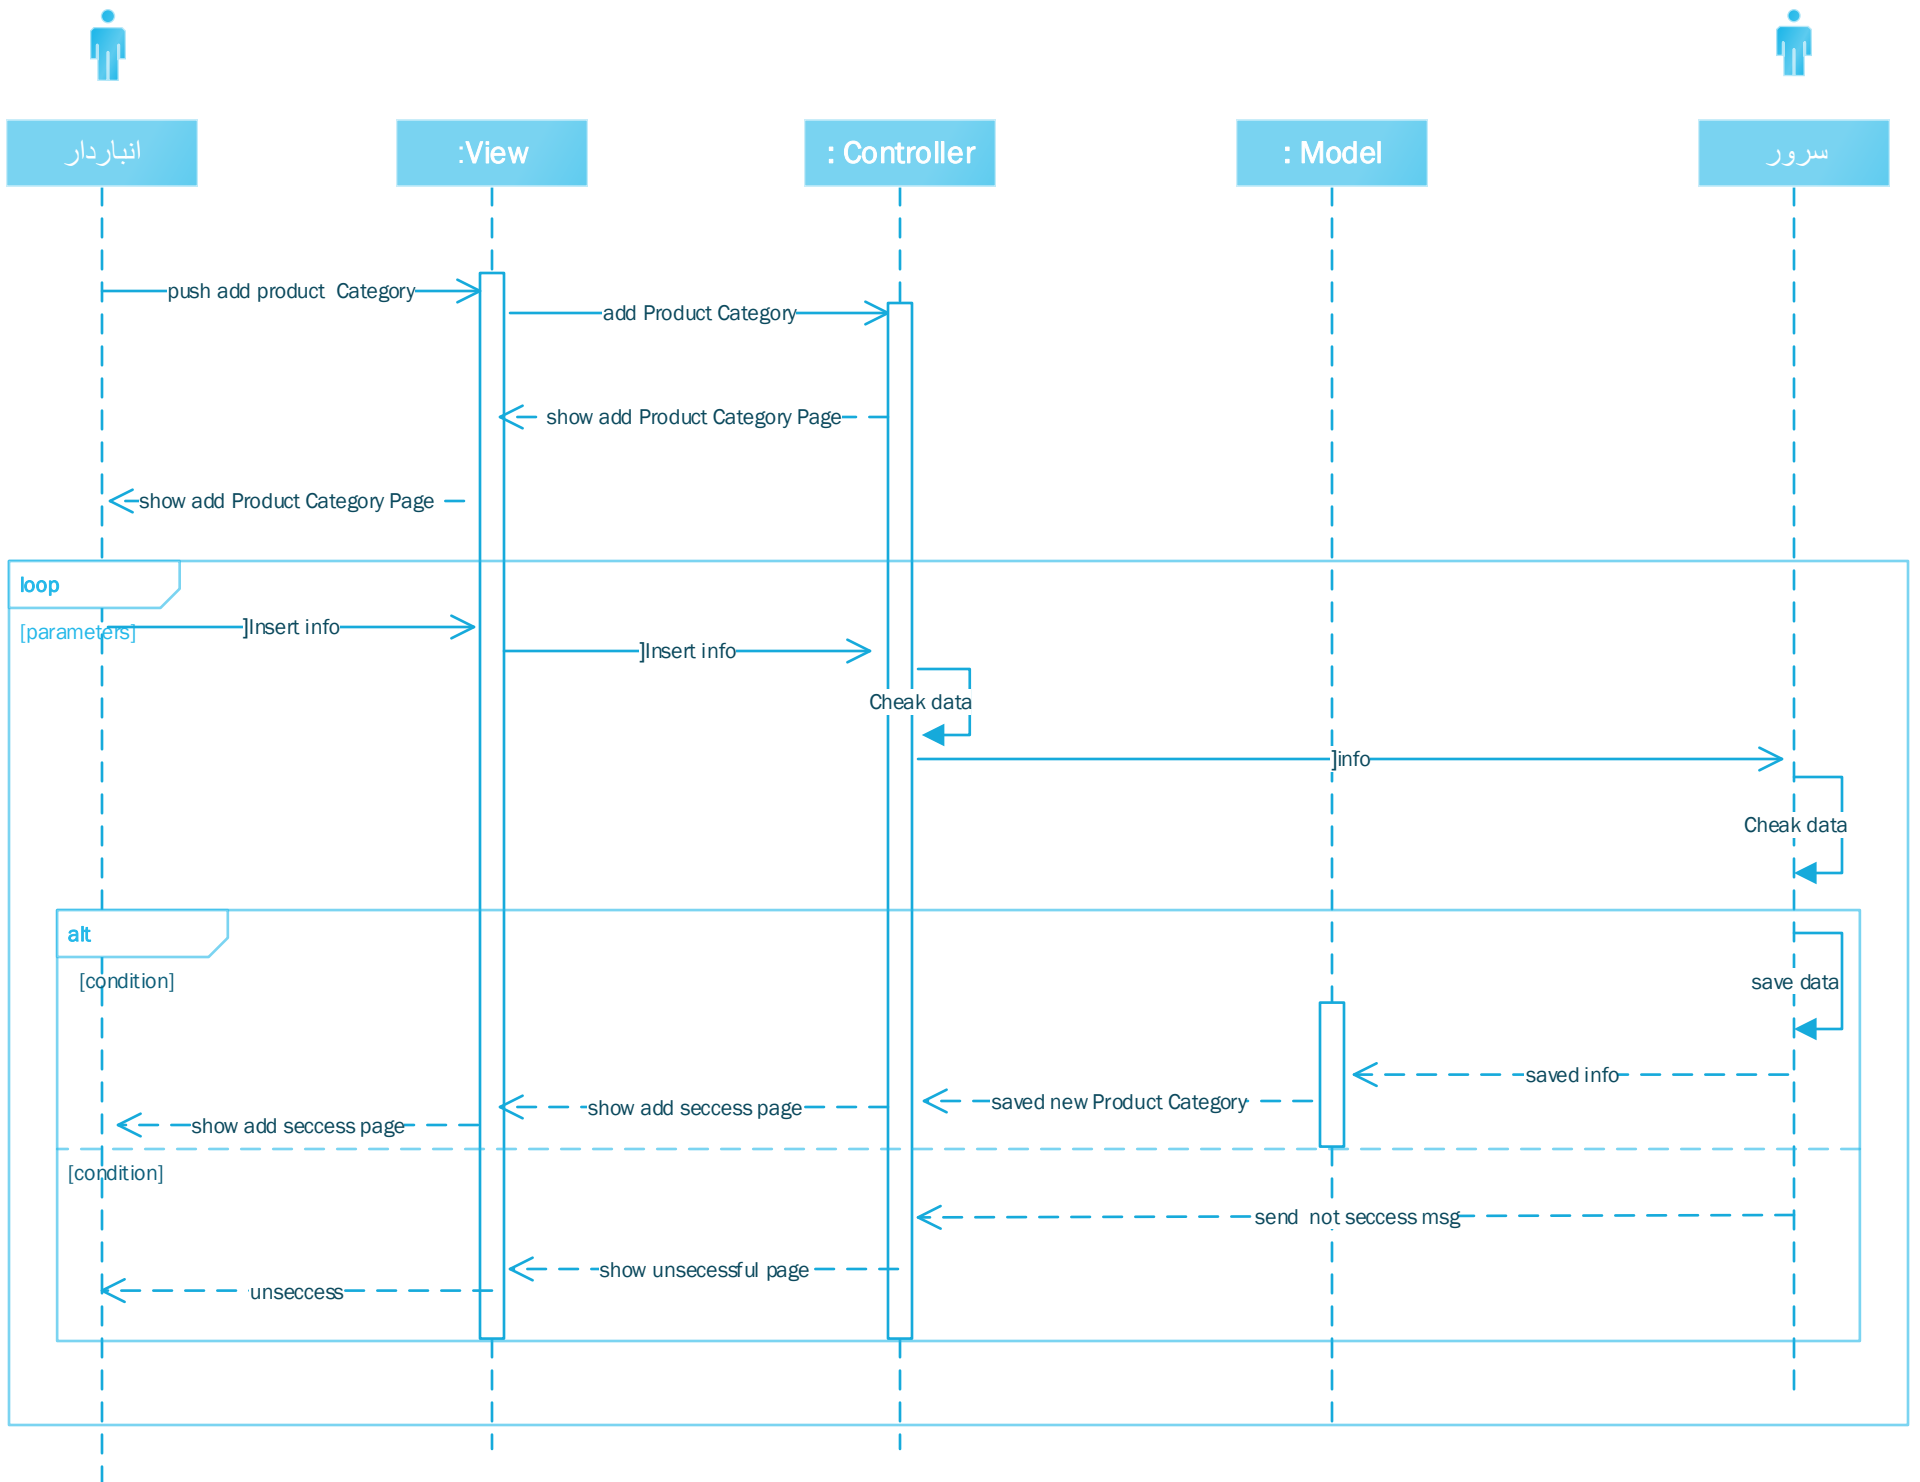 انباردار
:View
: Controller
: Model
سرور
push add product  Category
add Product Category
show add Product Category Page
show add Product Category Page
loop
[parameters]
]Insert info
]Insert info
Cheak data
]info
Cheak data
alt
[condition]
save data
saved info
saved new Product Category
show add seccess page
show add seccess page
[condition]
send  not seccess msg
show unsecessful page
unseccess